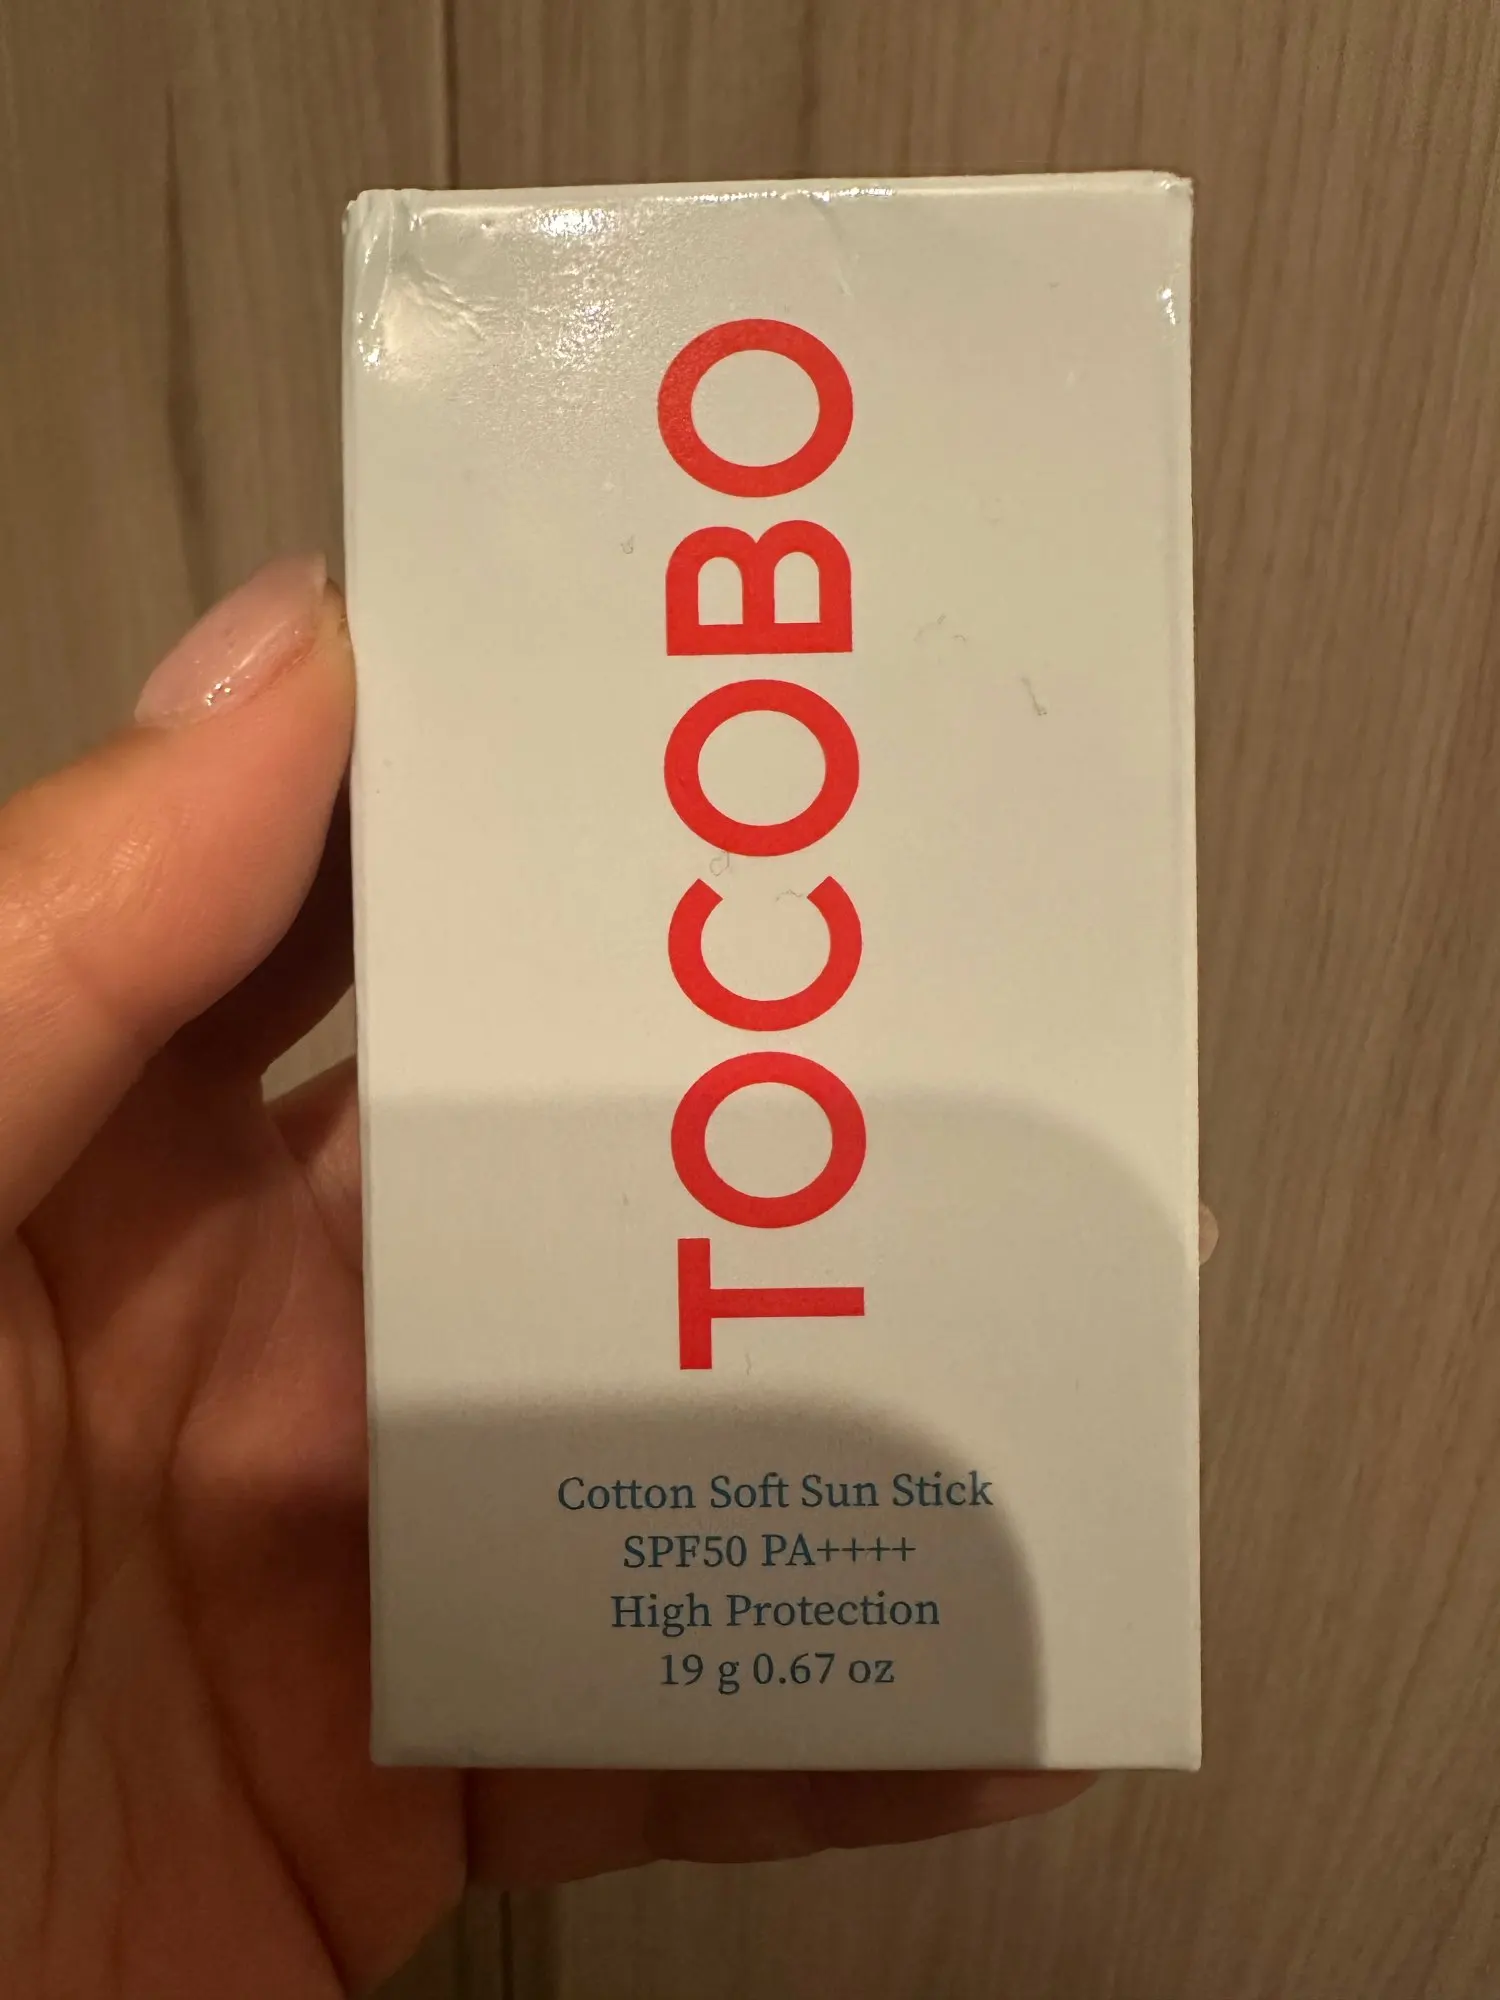 TOCOBO
Cotton Soft Sun Stick
SPF50 PA++++
High Protection
19 g 0.67 oz